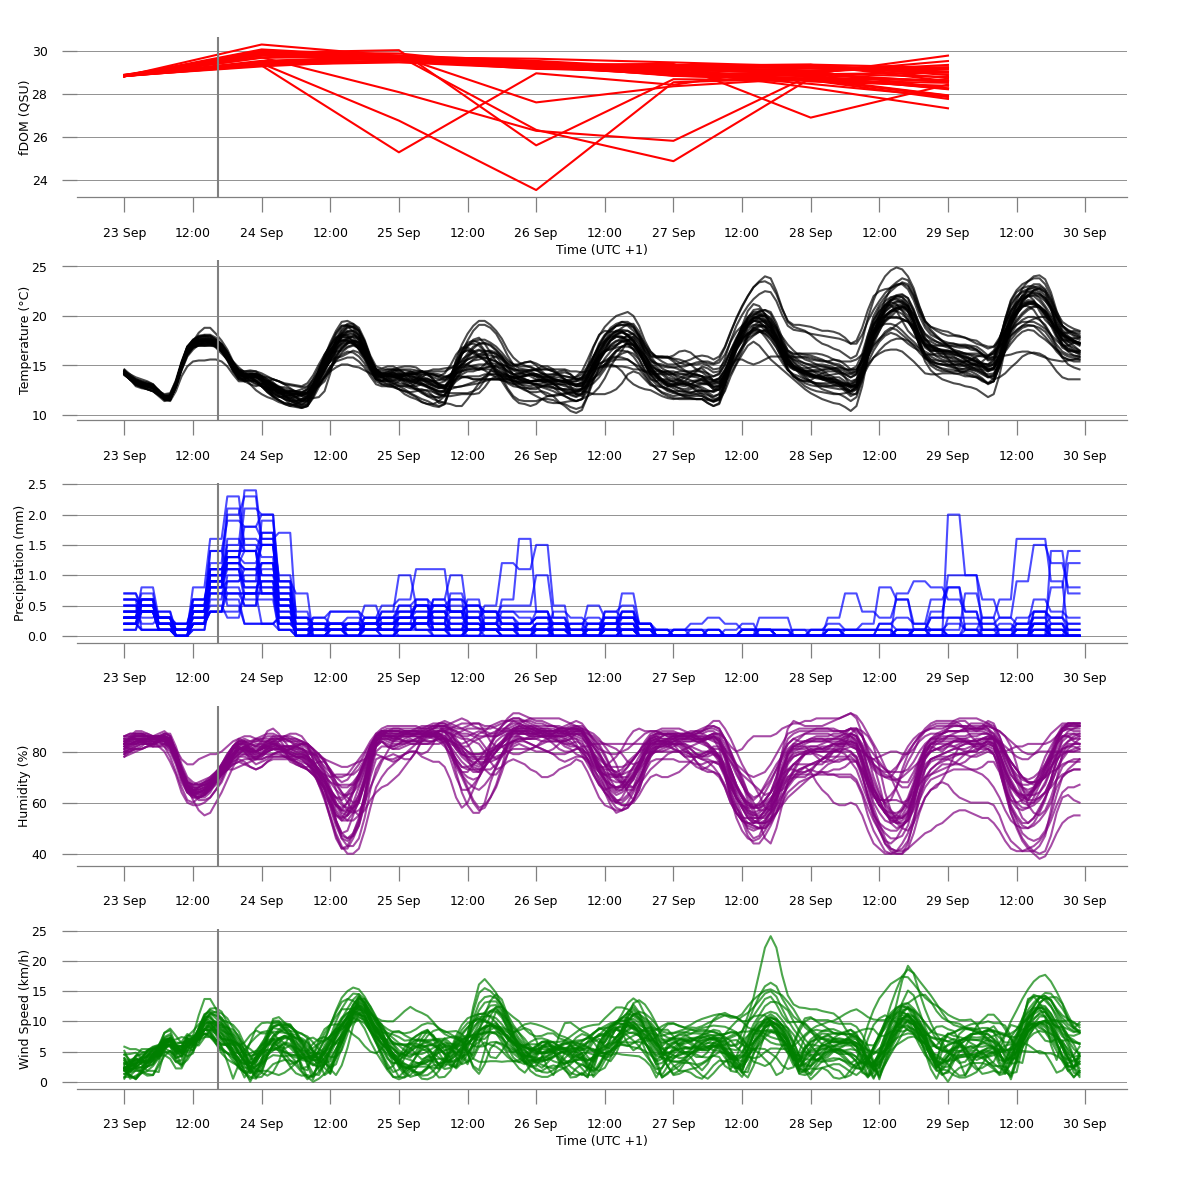 fDOM (QSU)
30
28
26
24
23 Sep 12:00 24 Sep 12:00 25 Sep 12:00 26 Sep 12:00 27 Sep 12:00 28 Sep 12:00 29 Sep 12:00 30 Sep
Time (UTC +1)
Temperature (°C)
25
20
15
10
23 Sep 12:00 24 Sep 12:00 25 Sep 12:00 26 Sep 12:00 27 Sep 12:00 28 Sep 12:00 29 Sep 12:00 30 Sep
Precipitation (mm)
2.5
2.0
1.5
1.0
0.5
0.0
23 Sep 12:00 24 Sep 12:00 25 Sep 12:00 26 Sep 12:00 27 Sep 12:00 28 Sep 12:00 29 Sep 12:00 30 Sep
Humidity (%)
80
60
40
23 Sep 12:00 24 Sep 12:00 25 Sep 12:00 26 Sep 12:00 27 Sep 12:00 28 Sep 12:00 29 Sep 12:00 30 Sep
Wind Speed (km/h)
25
20
15
10
5
0
23 Sep 12:00 24 Sep 12:00 25 Sep 12:00 26 Sep 12:00 27 Sep 12:00 28 Sep 12:00 29 Sep 12:00 30 Sep
Time (UTC +1)